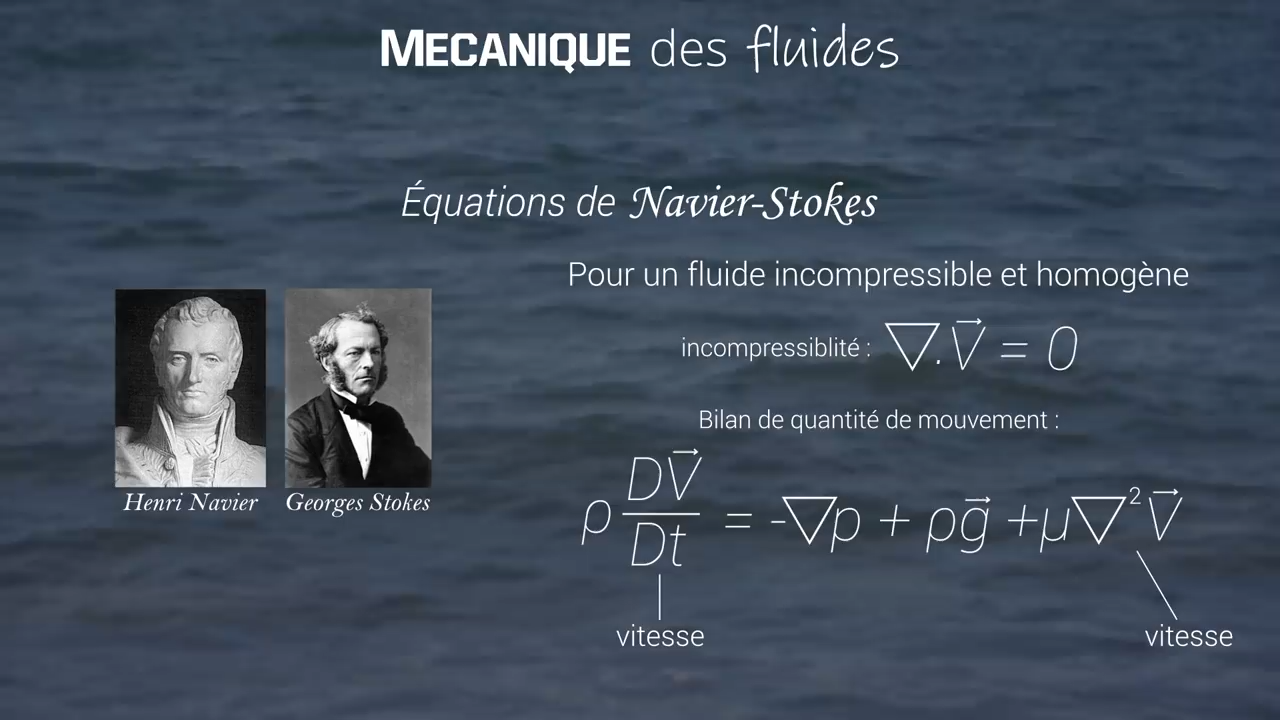 MECANIQUE des fluides
Équations de Navier-Stokes
Pour un fluide incompressible et homogène
incompressiblité : ∇.V⃗ = 0
Bilan de quantité de mouvement :
ρ DV⃗/Dt = -∇p + ρg⃗ +µ∇²V⃗
vitesse vitesse
Henri Navier Georges Stokes